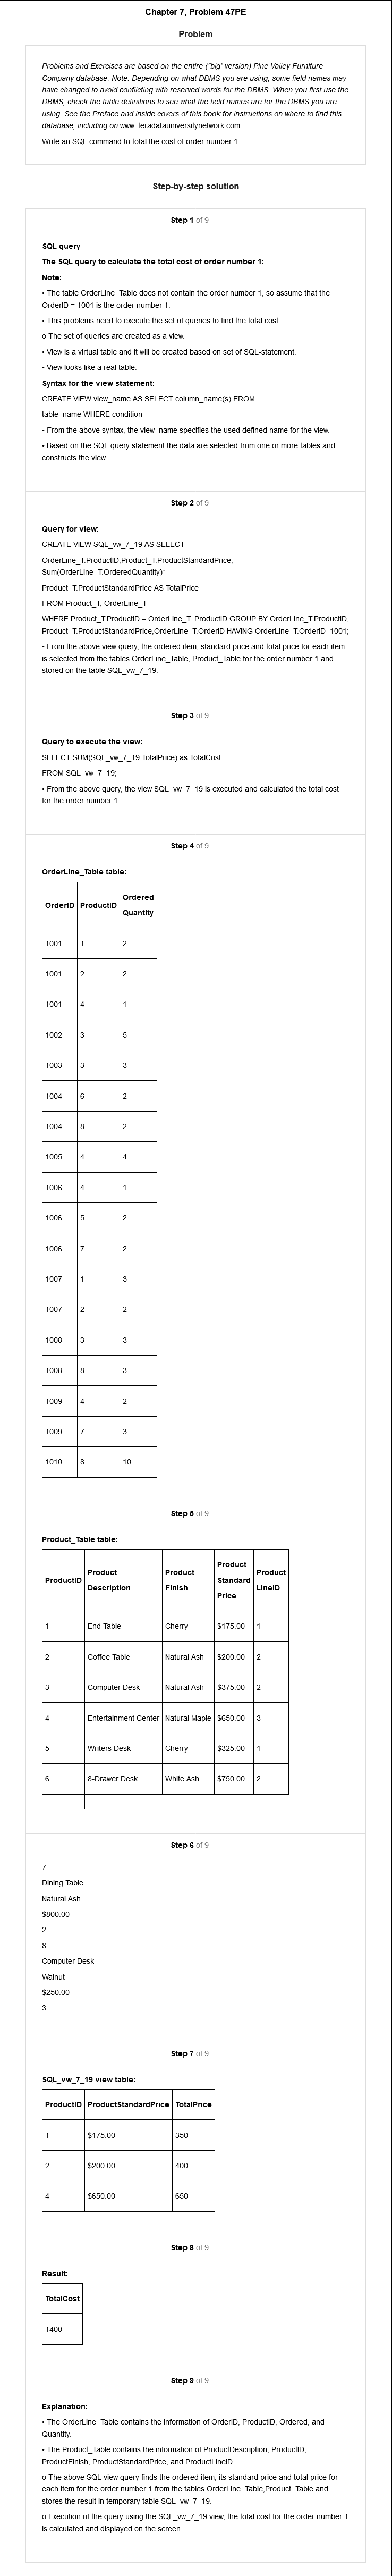 Chapter 7, Problem 47PE
Problem
Problems and Exercises are based on the entire ("big" version) Pine Valley Furniture
Company database. Note: Depending on what DBMS you are using, some field names may
have changed to avoid conflicting with reserved words for the DBMS. When you first use the
DBMS, check the table definitions to see what the field names are for the DBMS you are
using. See the Preface and inside covers of this book for instructions on where to find this
database, including on www. teradatauniversitynetwork.com.
Write an SQL command to total the cost of order number 1.
Step-by-step solution
Step 1 of 9
SQL query
The SQL query to calculate the total cost of order number 1:
Note:
• The table OrderLine_Table does not contain the order number 1, so assume that the
OrderID = 1001 is the order number 1.
• This problems need to execute the set of queries to find the total cost.
o The set of queries are created as a view.
• View is a virtual table and it will be created based on set of SQL-statement.
• View looks like a real table.
Syntax for the view statement:
CREATE VIEW view_name AS SELECT column_name(s) FROM
table_name WHERE condition
• From the above syntax, the view_name specifies the used defined name for the view.
• Based on the SQL query statement the data are selected from one or more tables and
constructs the view.
Step 2 of 9
Query for view:
CREATE VIEW SQL_vw_7_19 AS SELECT
OrderLine_T.ProductID,Product_T.ProductStandardPrice,
Sum(OrderLine_T.OrderedQuantity)*
Product_T.ProductStandardPrice AS TotalPrice
FROM Product_T, OrderLine_T
WHERE Product_T.ProductID = OrderLine_T. ProductID GROUP BY OrderLine_T.ProductID,
Product_T.ProductStandardPrice,OrderLine_T.OrderID HAVING OrderLine_T.OrderID=1001;
• From the above view query, the ordered item, standard price and total price for each item
is selected from the tables OrderLine_Table, Product_Table for the order number 1 and
stored on the table SQL_vw_7_19.
Step 3 of 9
Query to execute the view:
SELECT SUM(SQL_vw_7_19.TotalPrice) as TotalCost
FROM SQL_vw_7_19;
• From the above query, the view SQL_vw_7_19 is executed and calculated the total cost
for the order number 1.
Step 4 of 9
OrderLine_Table table:
OrderID ProductID Ordered Quantity
1001 1 2
1001 2 2
1001 4 1
1002 3 5
1003 3 3
1004 6 2
1004 8 2
1005 4 4
1006 4 1
1006 5 2
1006 7 2
1007 1 3
1007 2 2
1008 3 3
1008 8 3
1009 4 2
1009 7 3
1010 8 10
Step 5 of 9
Product_Table table:
ProductID Product Description Product Finish Product Standard Price Product LineID
1 End Table Cherry $175.00 1
2 Coffee Table Natural Ash $200.00 2
3 Computer Desk Natural Ash $375.00 2
4 Entertainment Center Natural Maple $650.00 3
5 Writers Desk Cherry $325.00 1
6 8-Drawer Desk White Ash $750.00 2
Step 6 of 9
7
Dining Table
Natural Ash
$800.00
2
8
Computer Desk
Walnut
$250.00
3
Step 7 of 9
SQL_vw_7_19 view table:
ProductID ProductStandardPrice TotalPrice
1 $175.00 350
2 $200.00 400
4 $650.00 650
Step 8 of 9
Result:
TotalCost
1400
Step 9 of 9
Explanation:
• The OrderLine_Table contains the information of OrderID, ProductID, Ordered, and
Quantity.
• The Product_Table contains the information of ProductDescription, ProductID,
ProductFinish, ProductStandardPrice, and ProductLineID.
o The above SQL view query finds the ordered item, its standard price and total price for
each item for the order number 1 from the tables OrderLine_Table,Product_Table and
stores the result in temporary table SQL_vw_7_19.
o Execution of the query using the SQL_vw_7_19 view, the total cost for the order number 1
is calculated and displayed on the screen.